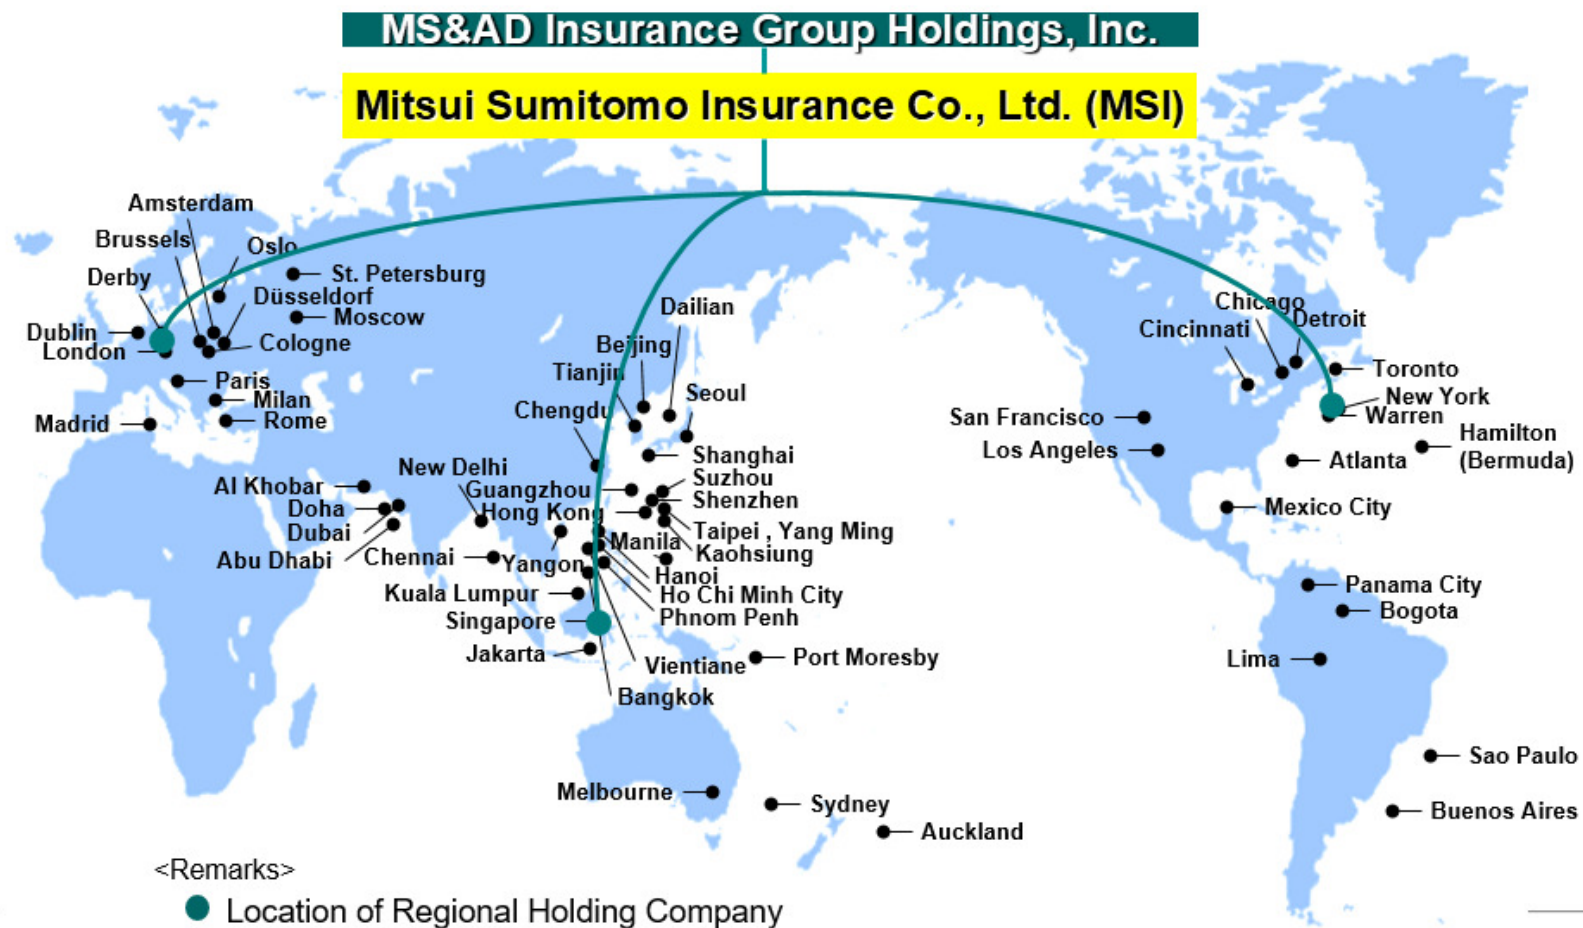 MS&AD Insurance Group Holdings, Inc.
Mitsui Sumitomo Insurance Co., Ltd. (MSI)
Amsterdam
Brussels
Oslo
Derby
St. Petersburg
Düsseldorf
Moscow
Dublin
London
Cologne
Paris
Milan
Madrid
Rome
Dailian
Beijing
Tianjin
Seoul
Chengdu
Shanghai
New Delhi
Al Khobar
Guangzhou
Suzhou
Doha
Hong Kong
Shenzhen
Dubai
Taipei , Yang Ming
Abu Dhabi
Chennai
Yangon
Manila
Kaohsiung
Hanoi
Kuala Lumpur
Ho Chi Minh City
Singapore
Phnom Penh
Jakarta
Vientiane
Port Moresby
Bangkok
Melbourne
Sydney
Auckland
Chicago
Cincinnati
Detroit
Toronto
New York
San Francisco
Warren
Los Angeles
Atlanta
Hamilton
(Bermuda)
Mexico City
Panama City
Bogota
Lima
Sao Paulo
Buenos Aires
<Remarks>
Location of Regional Holding Company